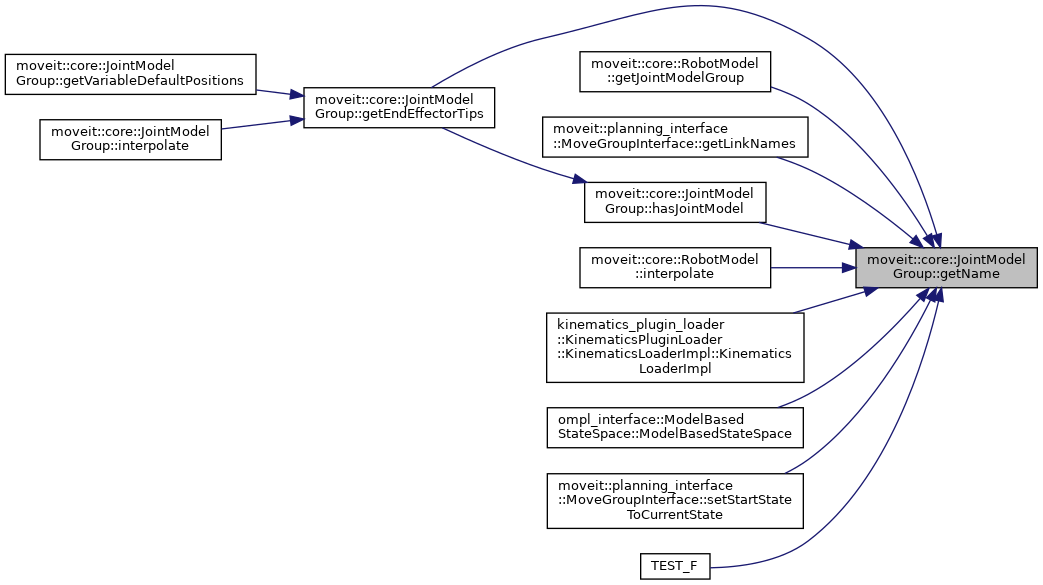 moveit::core::JointModel
Group::getVariableDefaultPositions
moveit::core::JointModel
Group::interpolate
moveit::core::JointModel
Group::getEndEffectorTips
moveit::core::RobotModel
::getJointModelGroup
moveit::planning_interface
::MoveGroupInterface::getLinkNames
moveit::core::JointModel
Group::hasJointModel
moveit::core::RobotModel
::interpolate
kinematics_plugin_loader
::KinematicsPluginLoader
::KinematicsLoaderImpl::Kinematics
LoaderImpl
ompl_interface::ModelBased
StateSpace::ModelBasedStateSpace
moveit::planning_interface
::MoveGroupInterface::setStartState
ToCurrentState
TEST_F
moveit::core::JointModel
Group::getName